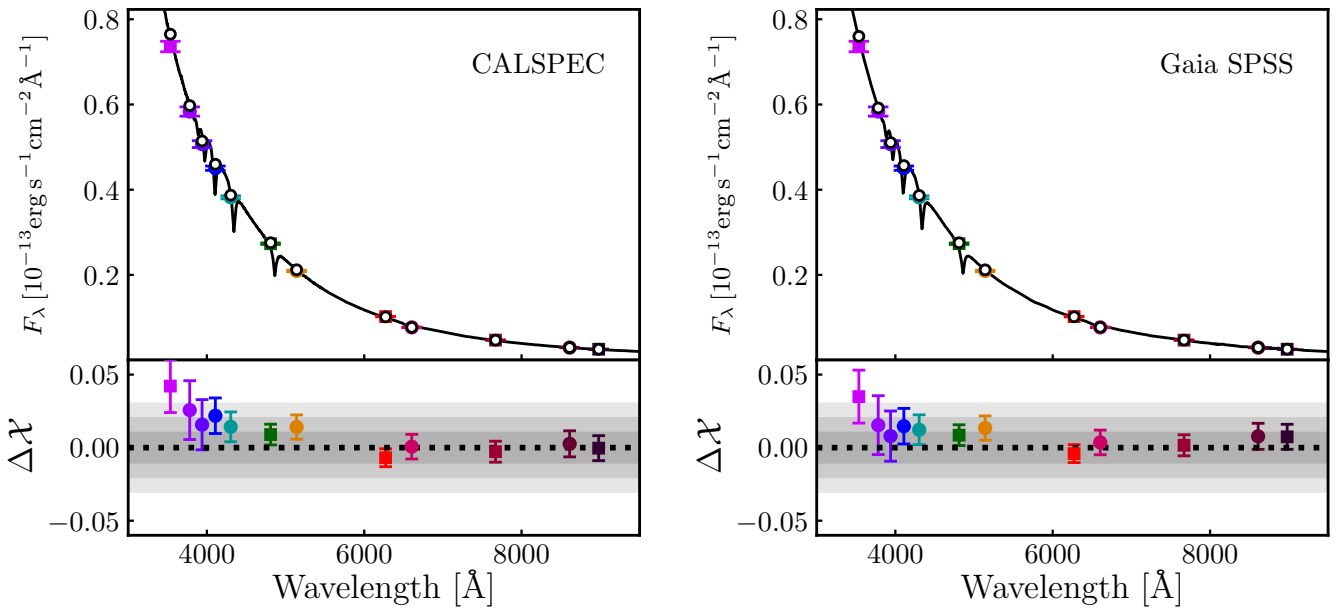 0.8
0.6
0.4
0.2
F_λ [10⁻¹³ erg s⁻¹ cm⁻² Å⁻¹]
CALSPEC
0.05
0.00
−0.05
Δ𝒳
4000 6000 8000
Wavelength [Å]
0.8
0.6
0.4
0.2
F_λ [10⁻¹³ erg s⁻¹ cm⁻² Å⁻¹]
Gaia SPSS
0.05
0.00
−0.05
Δ𝒳
4000 6000 8000
Wavelength [Å]